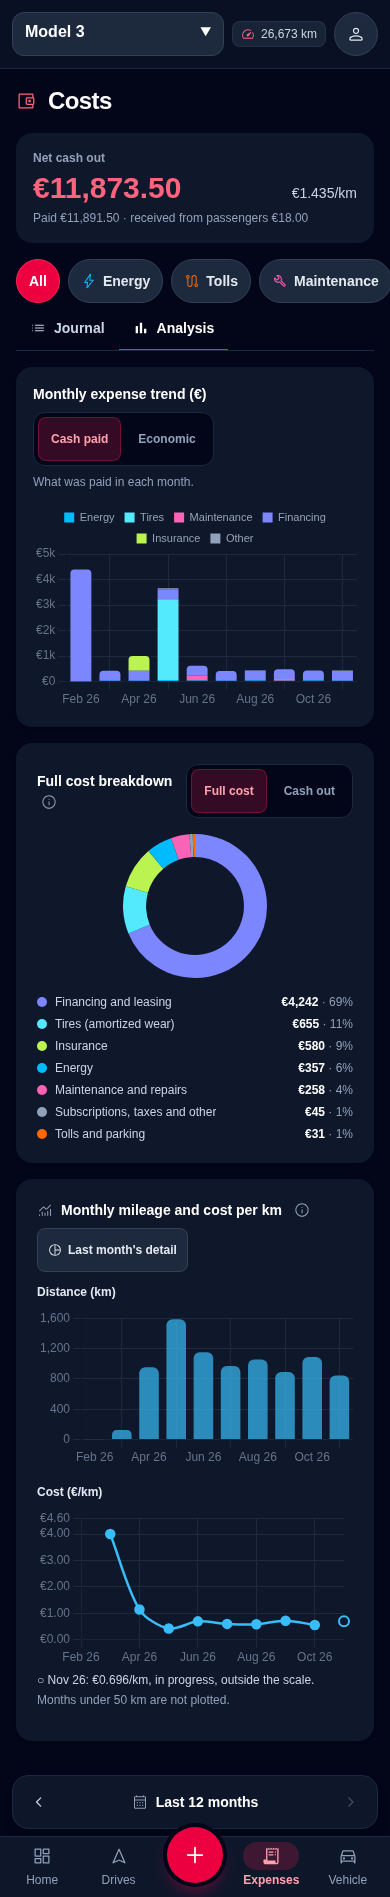 Model 3 ▼ 26,673 km
Costs
Net cash out
€11,873.50 €1.435/km
Paid €11,891.50 · received from passengers €18.00
All Energy Tolls Maintenance
Journal Analysis
Monthly expense trend (€)
Cash paid Economic
What was paid in each month.
Energy Tires Maintenance Financing
Insurance Other
€5k
€4k
€3k
€2k
€1k
€0
Feb 26 Apr 26 Jun 26 Aug 26 Oct 26
Full cost breakdown Full cost Cash out
Financing and leasing €4,242 · 69%
Tires (amortized wear) €655 · 11%
Insurance €580 · 9%
Energy €357 · 6%
Maintenance and repairs €258 · 4%
Subscriptions, taxes and other €45 · 1%
Tolls and parking €31 · 1%
Monthly mileage and cost per km
Last month's detail
Distance (km)
1,600
1,200
800
400
0
Feb 26 Apr 26 Jun 26 Aug 26 Oct 26
Cost (€/km)
€4.60
€4.00
€3.00
€2.00
€1.00
€0.00
Feb 26 Apr 26 Jun 26 Aug 26 Oct 26
○ Nov 26: €0.696/km, in progress, outside the scale.
Months under 50 km are not plotted.
Last 12 months
Home Drives Expenses Vehicle